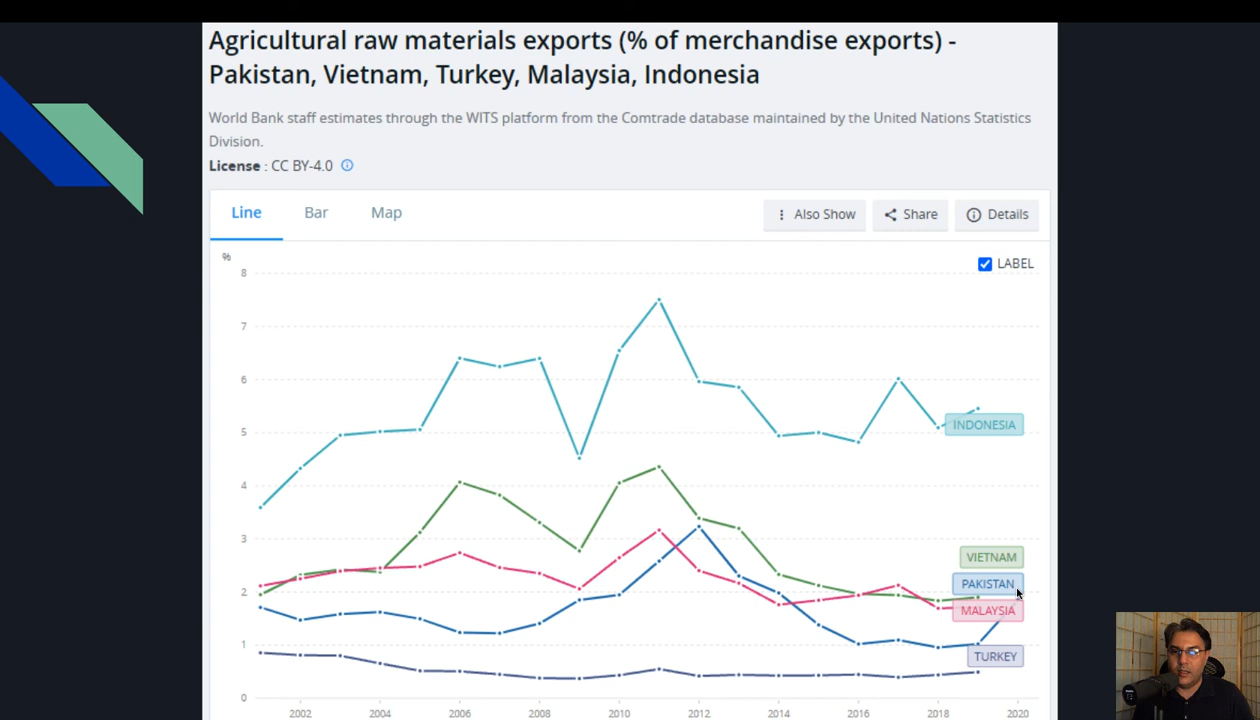 Agricultural raw materials exports (% of merchandise exports) -
Pakistan, Vietnam, Turkey, Malaysia, Indonesia
World Bank staff estimates through the WITS platform from the Comtrade database maintained by the United Nations Statistics
Division.
License : CC BY-4.0
Line Bar Map Also Show Share Details
%
LABEL
8
7
6
5
INDONESIA
4
3
VIETNAM
2
PAKISTAN
MALAYSIA
1
TURKEY
0
2002 2004 2006 2008 2010 2012 2014 2016 2018 2020